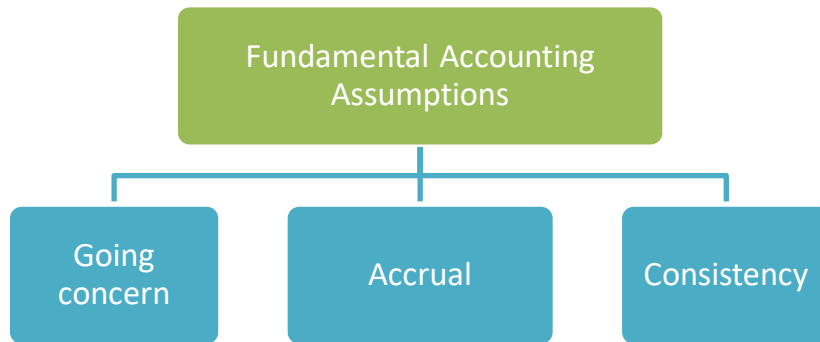 Fundamental Accounting
Assumptions
Going
concern
Accrual
Consistency